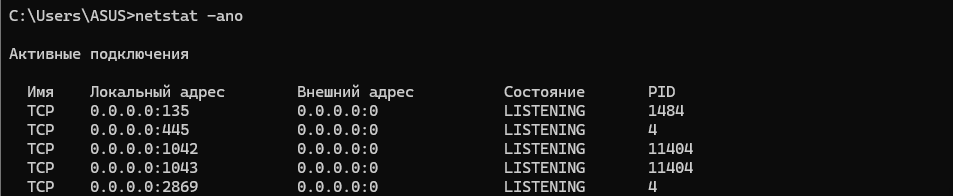 C:\Users\ASUS>netstat -ano
Активные подключения
Имя Локальный адрес Внешний адрес Состояние PID
TCP 0.0.0.0:135 0.0.0.0:0 LISTENING 1484
TCP 0.0.0.0:445 0.0.0.0:0 LISTENING 4
TCP 0.0.0.0:1042 0.0.0.0:0 LISTENING 11404
TCP 0.0.0.0:1043 0.0.0.0:0 LISTENING 11404
TCP 0.0.0.0:2869 0.0.0.0:0 LISTENING 4